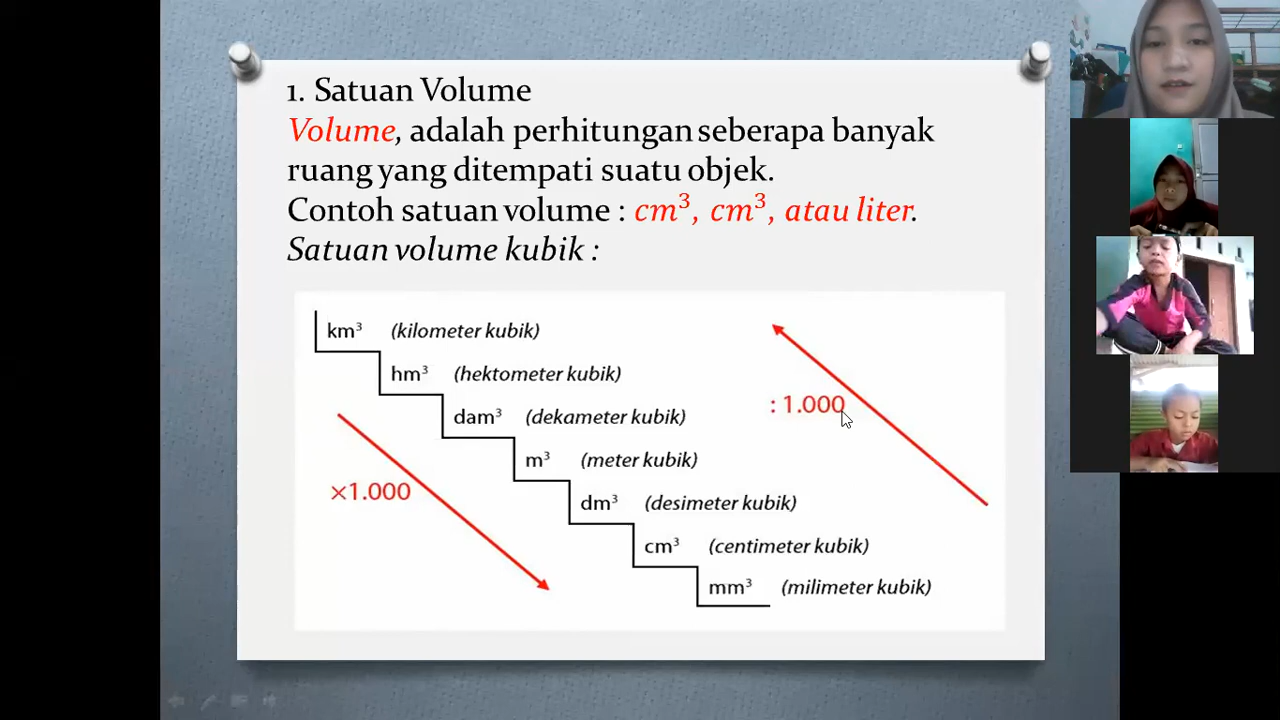 1. Satuan Volume
Volume, adalah perhitungan seberapa banyak
ruang yang ditempati suatu objek.
Contoh satuan volume : cm³, cm³, atau liter.
Satuan volume kubik :
km³ (kilometer kubik)
hm³ (hektometer kubik)
: 1.000
dam³ (dekameter kubik)
m³ (meter kubik)
×1.000
dm³ (desimeter kubik)
cm³ (centimeter kubik)
mm³ (milimeter kubik)